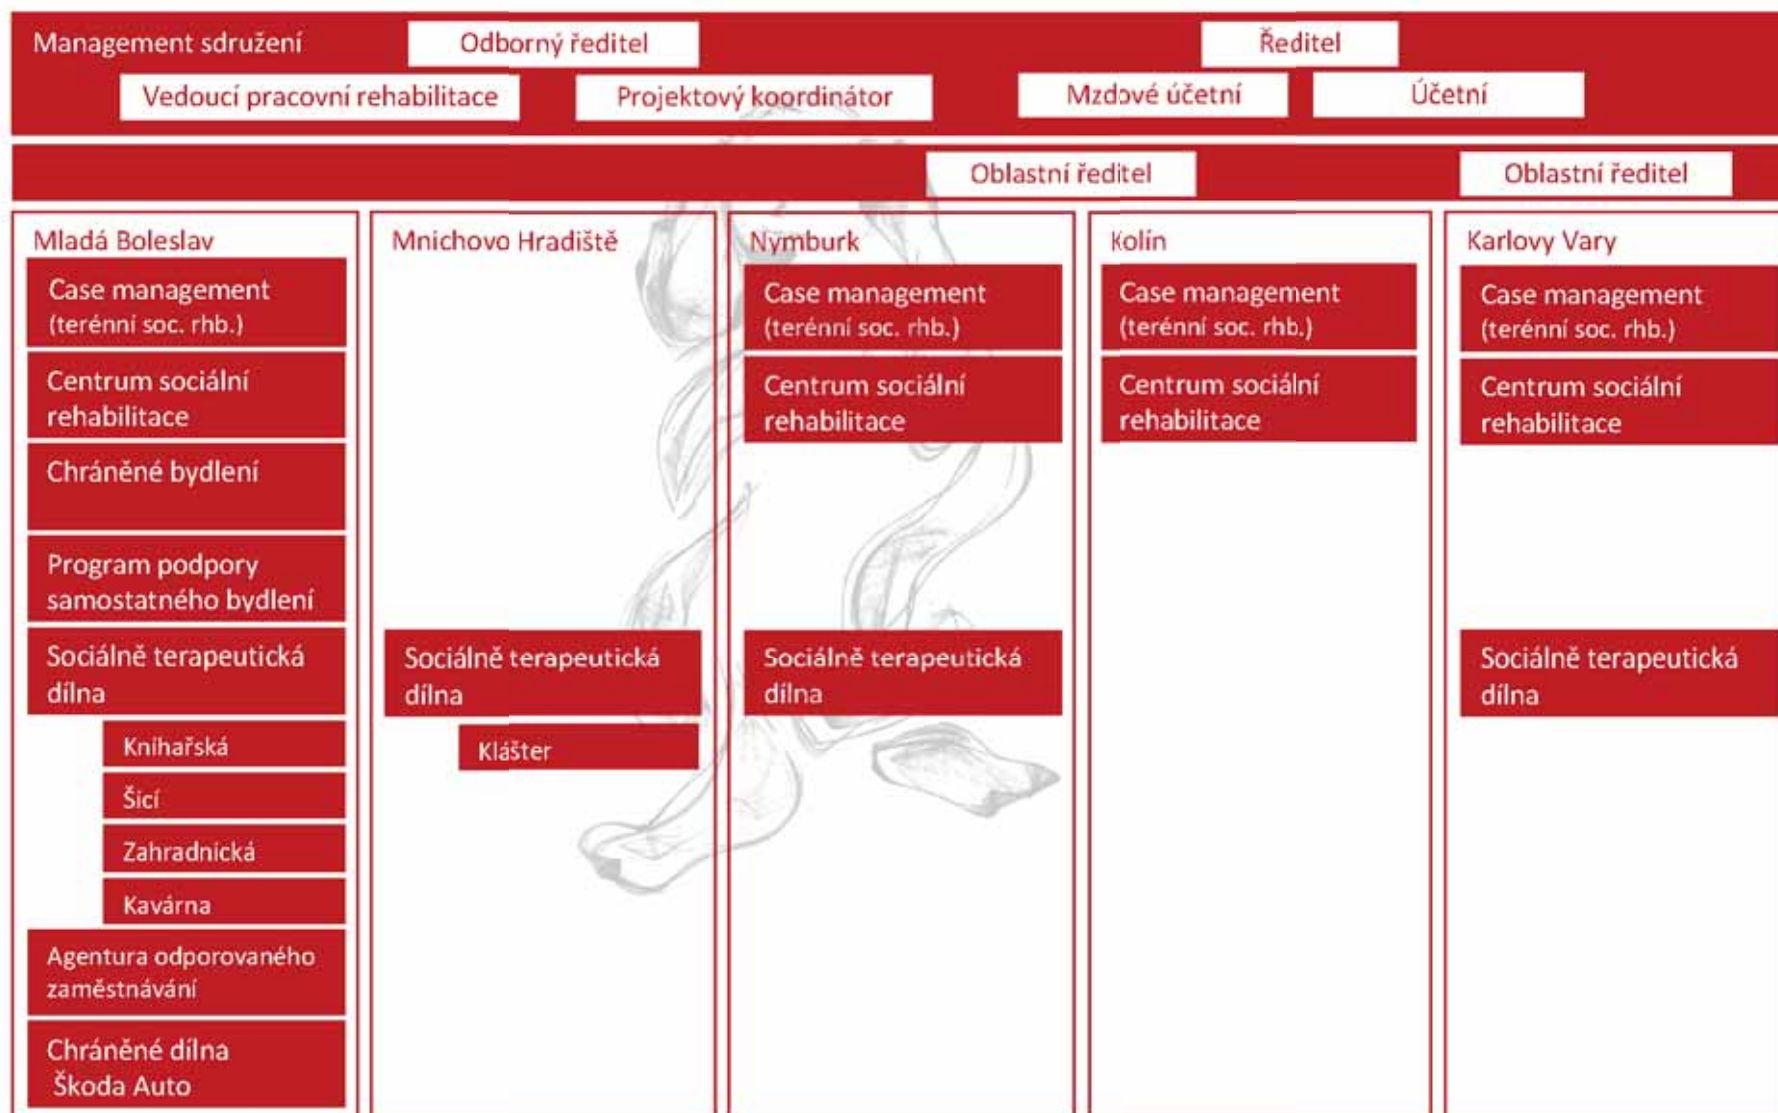 Management sdružení
Odborný ředitel
Ředitel
Vedoucí pracovní rehabilitace
Projektový koordinátor
Mzdové účetní
Účetní
Oblastní ředitel
Oblastní ředitel
Mladá Boleslav
Case management
(terénní soc. rhb.)
Centrum sociální
rehabilitace
Chráněné bydlení
Program podpory
samostatného bydlení
Sociálně terapeutická
dílna
Knihařská
Šicí
Zahradnická
Kavárna
Agentura odporovaného
zaměstnávání
Chráněné dílna
Škoda Auto
Mnichovo Hradiště
Sociálně terapeutická
dílna
Klášter
Nymburk
Case management
(terénní soc. rhb.)
Centrum sociální
rehabilitace
Sociálně terapeutická
dílna
Kolín
Case management
(terénní soc. rhb.)
Centrum sociální
rehabilitace
Karlovy Vary
Case management
(terénní soc. rhb.)
Centrum sociální
rehabilitace
Sociálně terapeutická
dílna